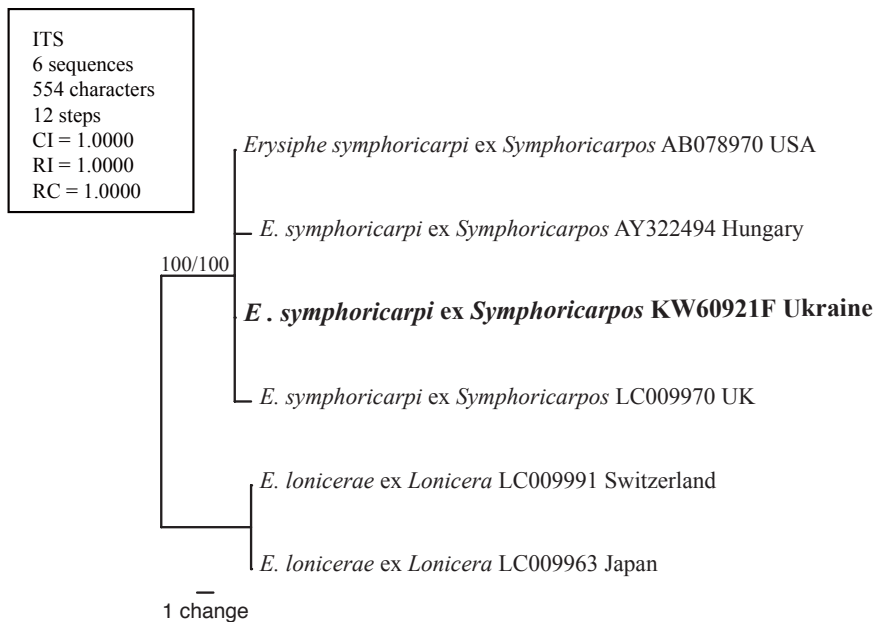 ITS
6 sequences
554 characters
12 steps
CI = 1.0000
RI = 1.0000
RC = 1.0000
Erysiphe symphoricarpi ex Symphoricarpos AB078970 USA
E. symphoricarpi ex Symphoricarpos AY322494 Hungary
100/100
E . symphoricarpi ex Symphoricarpos KW60921F Ukraine
E. symphoricarpi ex Symphoricarpos LC009970 UK
E. lonicerae ex Lonicera LC009991 Switzerland
E. lonicerae ex Lonicera LC009963 Japan
1 change